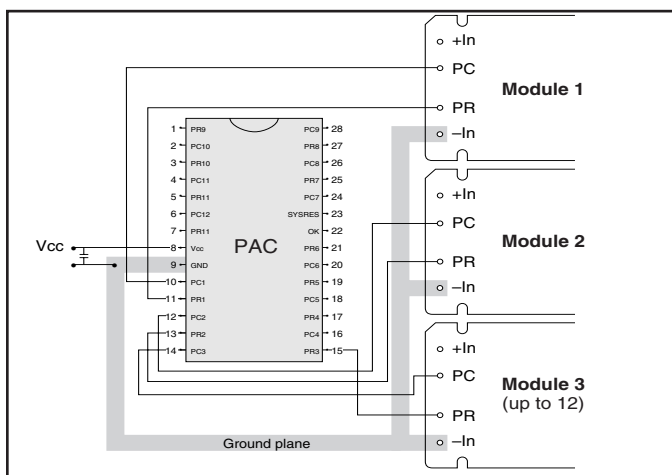 +In
PC
Module 1
PR
–In
1 PR9 PC9 28
2 PC10 PR8 27
3 PR10 PC8 26
4 PC11 PR7 25
5 PR11 PC7 24
6 PC12 SYSRES 23
7 PR11 OK 22
Vcc 8 Vcc PAC PR6 21
9 GND PC6 20
10 PC1 PR5 19
11 PR1 PC5 18
12 PC2 PR4 17
13 PR2 PC4 16
14 PC3 PR3 15
+In
PC
Module 2
PR
–In
+In
PC
Module 3
(up to 12)
PR
–In
Ground plane